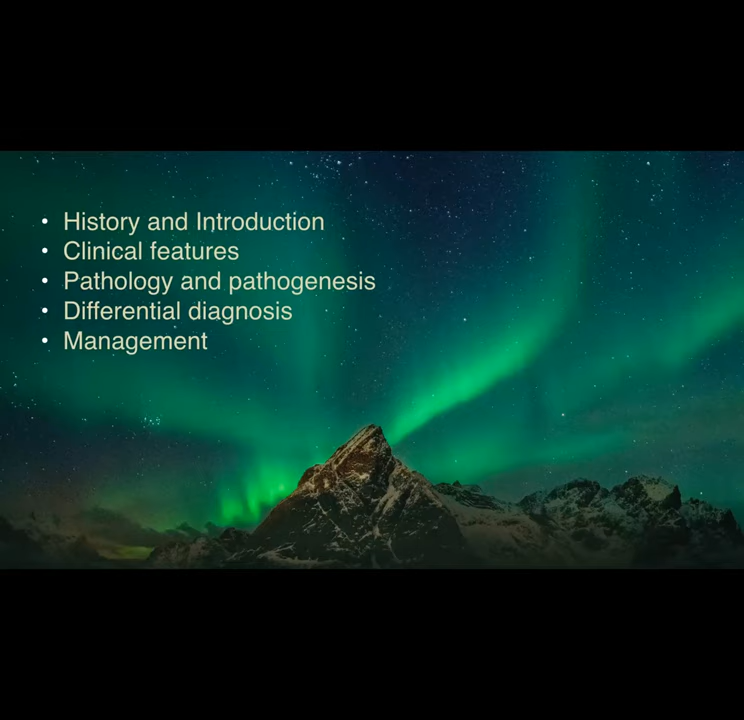 • History and Introduction
• Clinical features
• Pathology and pathogenesis
• Differential diagnosis
• Management